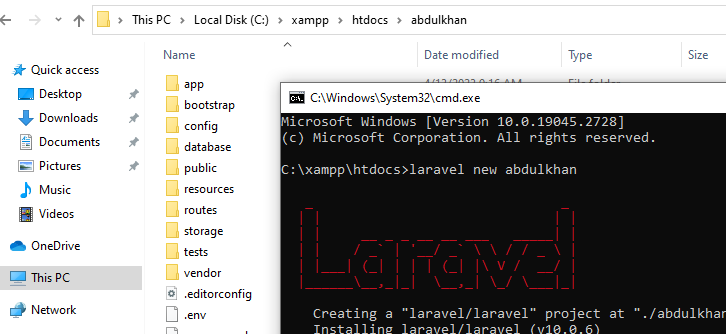 This PC > Local Disk (C:) > xampp > htdocs > abdulkhan
Name
Date modified
Type
Quick access
Desktop
Downloads
Documents
Pictures
Music
Videos
OneDrive
This PC
Network
app
bootstrap
config
database
public
resources
routes
storage
tests
vendor
.editorconfig
.env
File folder
C:\Windows\System32\cmd.exe
Microsoft Windows [Version 10.0.19045.2728]
(c) Microsoft Corporation. All rights reserved.
C:\xampp\htdocs>laravel new abdulkhan
Laravel
Creating a "laravel/laravel" project at "./abdulkhan
Installing laravel/laravel (v10.0.6)